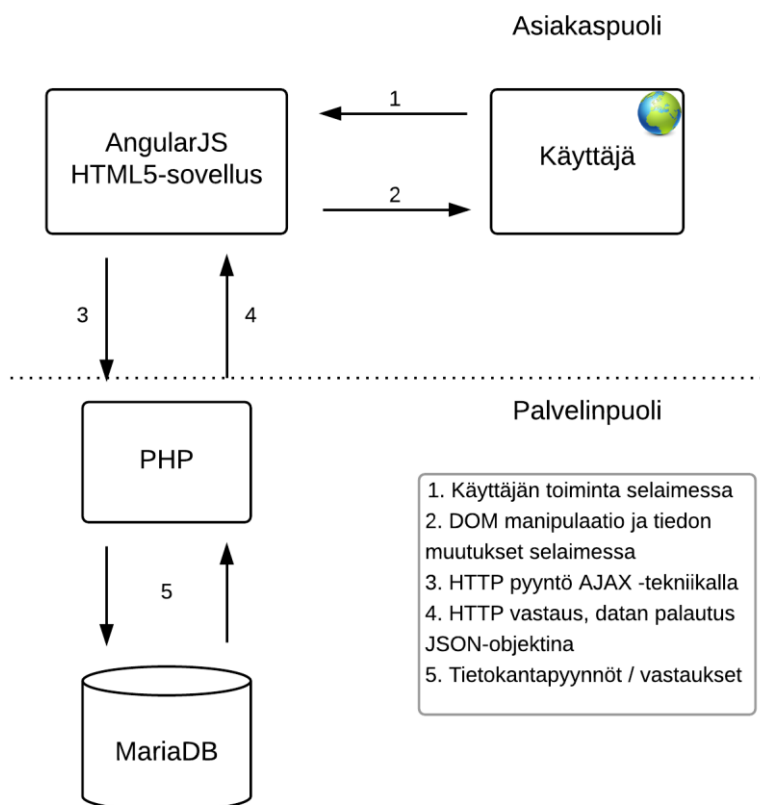 Asiakaspuoli
1
AngularJS
HTML5-sovellus
Käyttäjä
2
3
4
Palvelinpuoli
PHP
1. Käyttäjän toiminta selaimessa
2. DOM manipulaatio ja tiedon
muutukset selaimessa
3. HTTP pyyntö AJAX -tekniikalla
4. HTTP vastaus, datan palautus
JSON-objektina
5. Tietokantapyynnöt / vastaukset
5
MariaDB